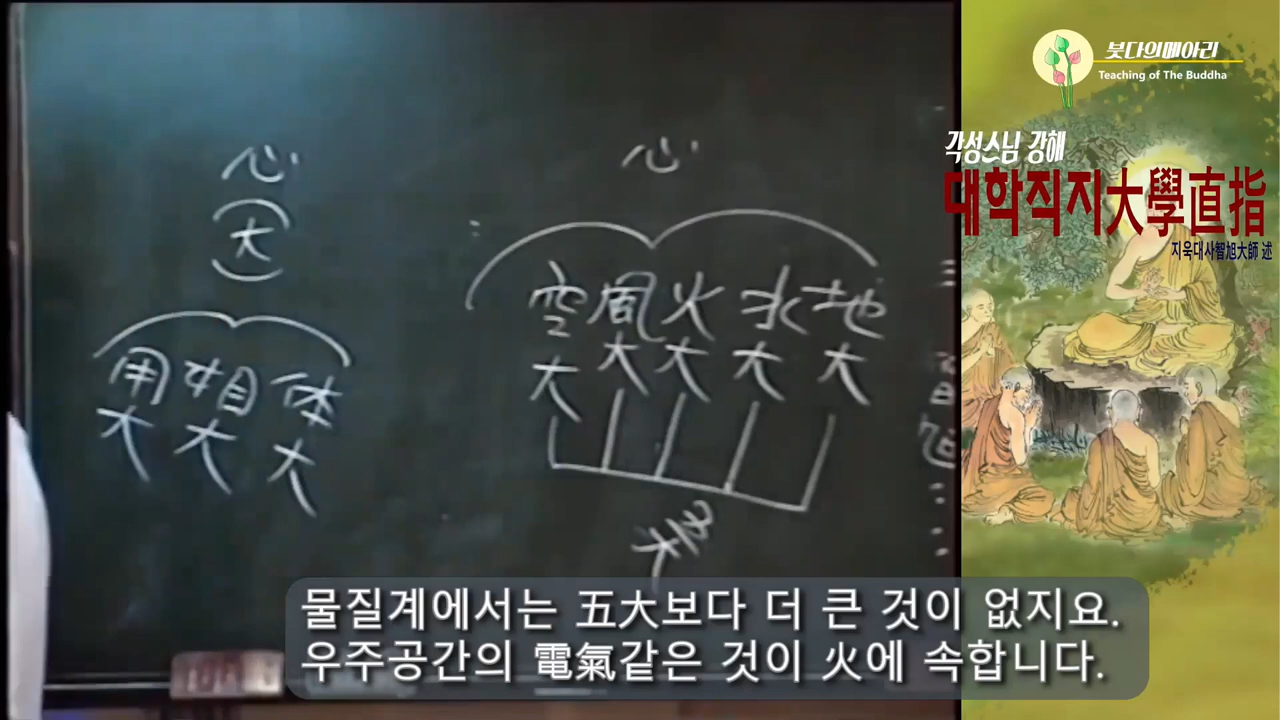 心
大
用 相 体
大 大 大
心
空 風 火 水 地
大 大 大 大 大
붓다의메아리
Teaching of The Buddha
각성스님 강해
대학직지大學直指
지욱대사智旭大師 述
물질계에서는 五大보다 더 큰 것이 없지요.
우주공간의 電氣같은 것이 火에 속합니다.